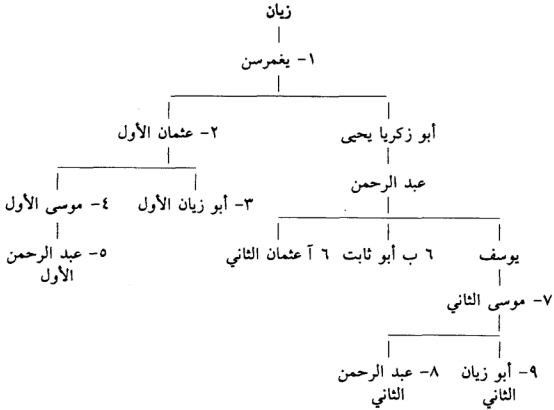 زيان
١- يغمرسن
أبو زكريا يحيى ٢- عثمان الأول
عبد الرحمن
٣- أبو زيان الأول ٤- موسى الأول
يوسف ٦ ب أبو ثابت ٦ آ عثمان الثاني ٥- عبد الرحمن
الأول
٧- موسى الثاني
٩- أبو زيان ٨- عبد الرحمن
الثاني الثاني